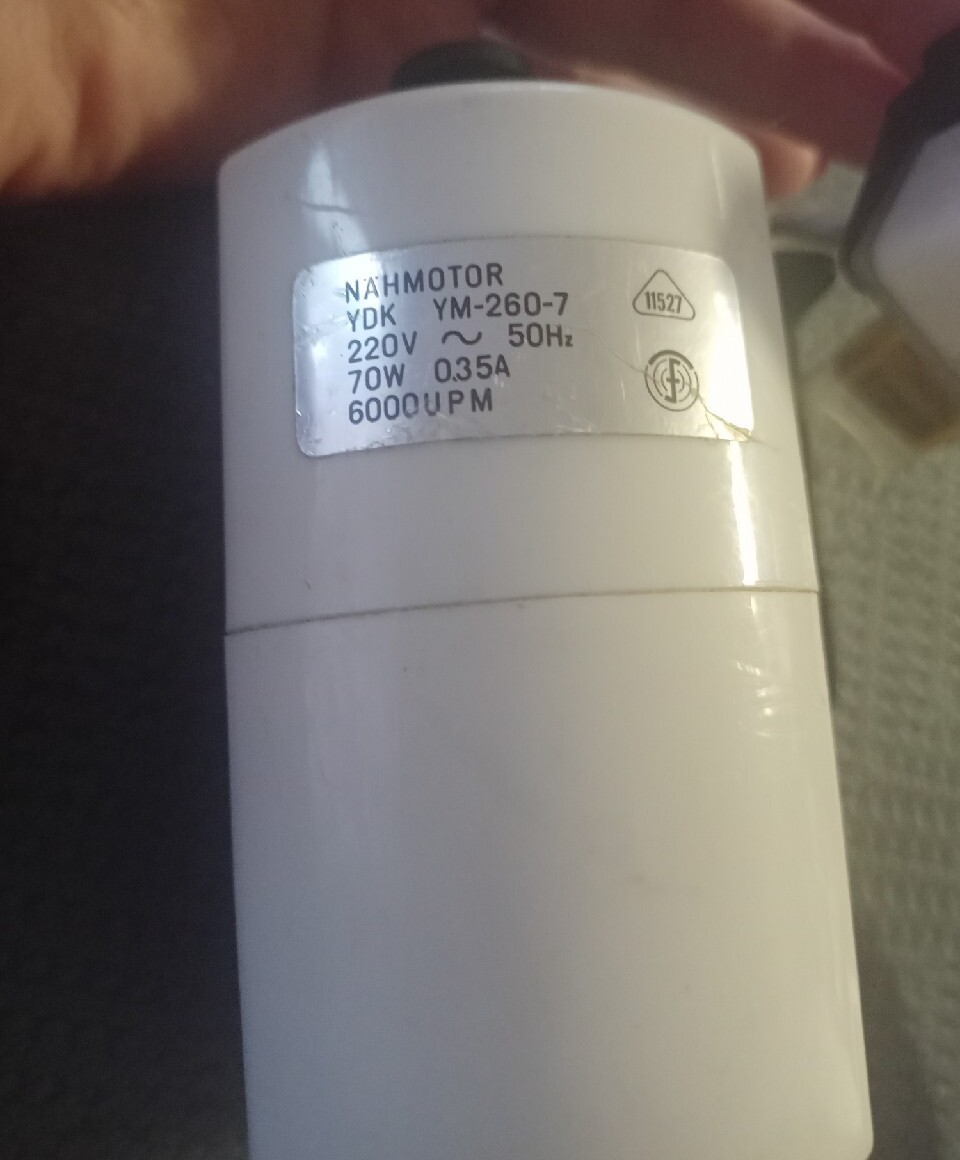 NÄHMOTOR
YDK YM-260-7
220V ~ 50Hz
70W 0.35A
6000UPM
11527